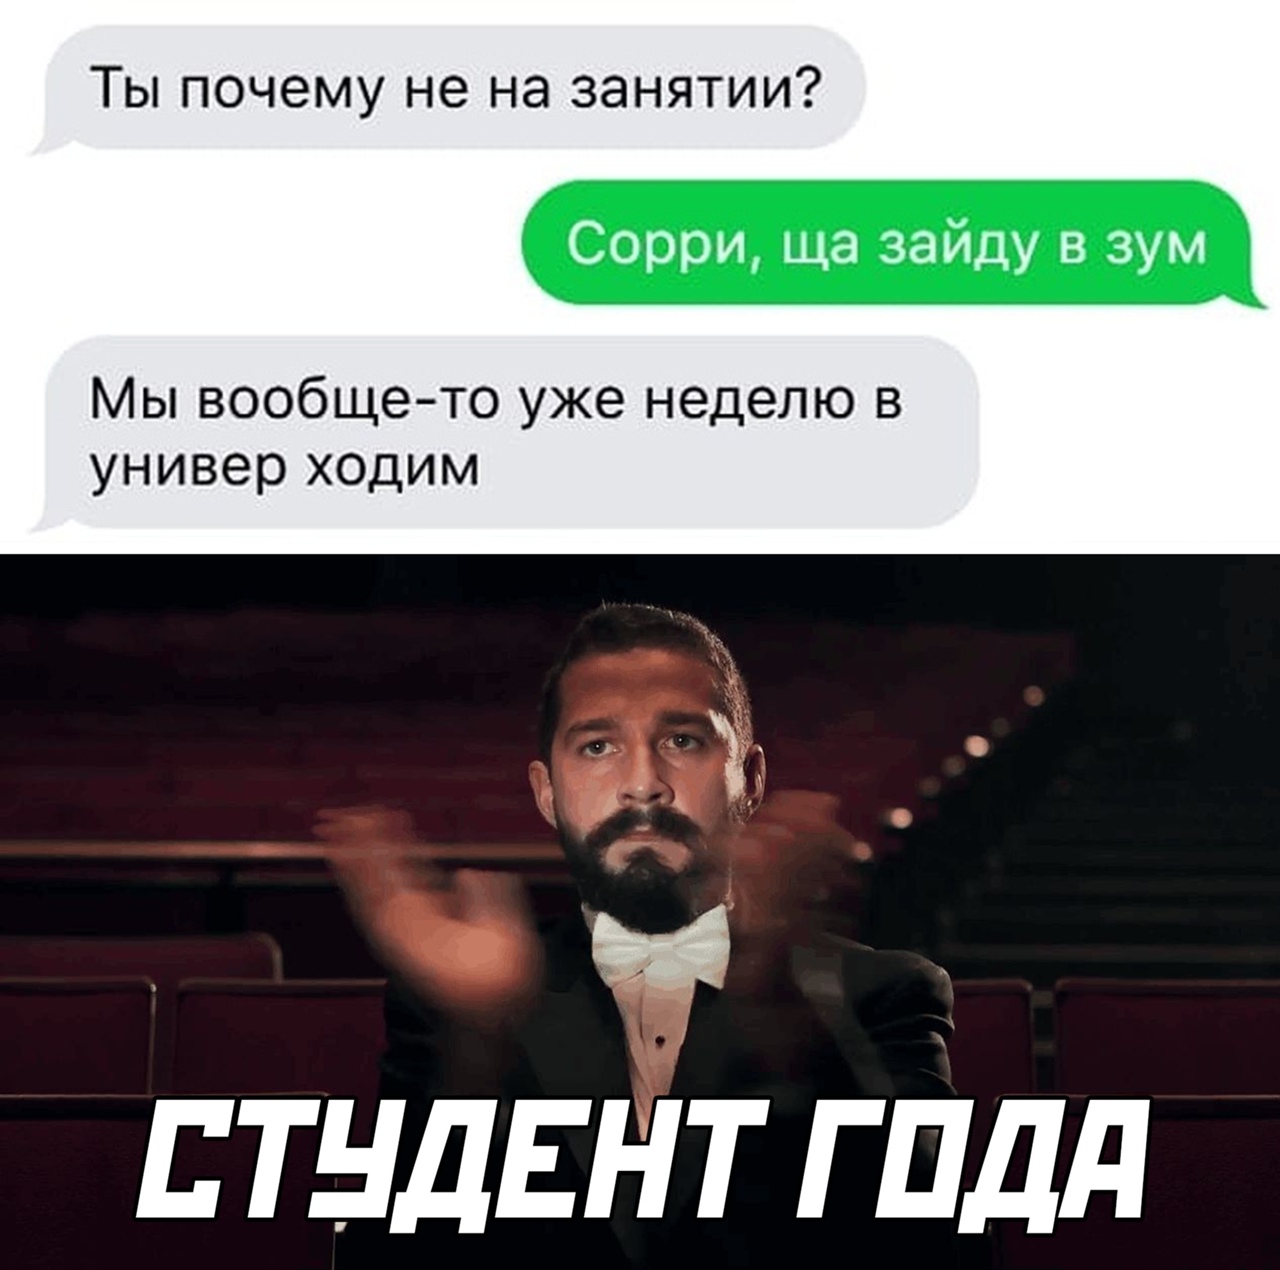 Ты почему не на занятии?
Сорри, ща зайду в зум
Мы вообще-то уже неделю в
универ ходим
СТУДЕНТ ГОДА